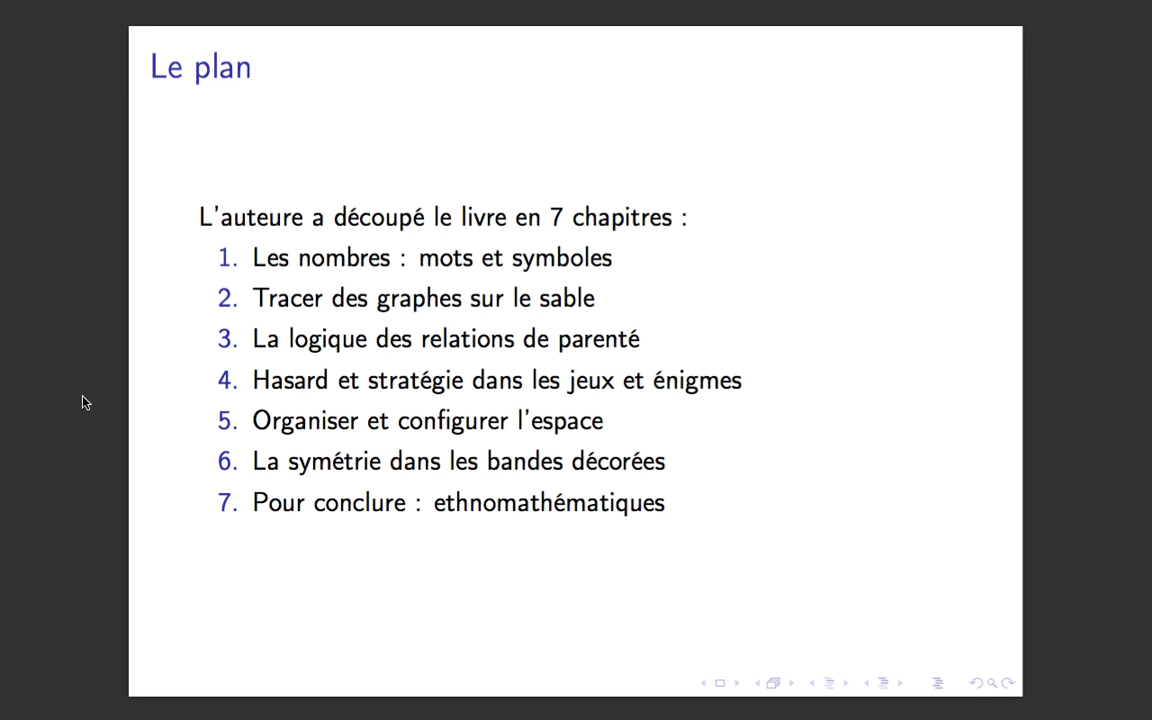 Le plan
L'auteure a découpé le livre en 7 chapitres :
1. Les nombres : mots et symboles
2. Tracer des graphes sur le sable
3. La logique des relations de parenté
4. Hasard et stratégie dans les jeux et énigmes
5. Organiser et configurer l'espace
6. La symétrie dans les bandes décorées
7. Pour conclure : ethnomathématiques